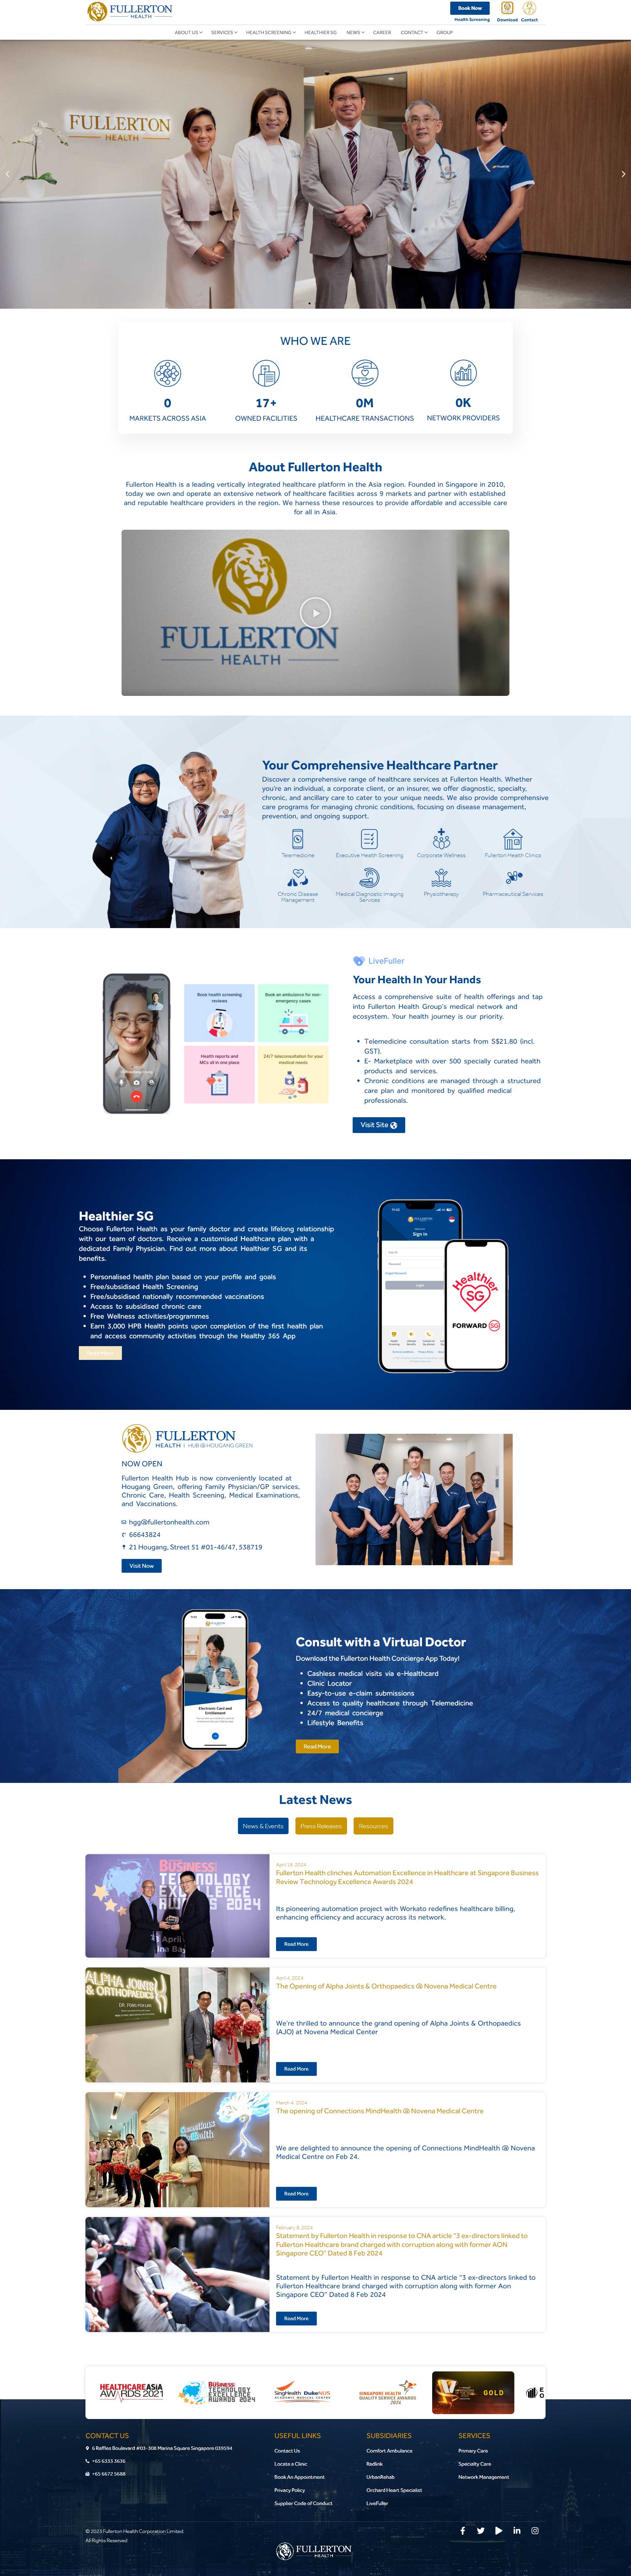 FULLERTON
HEALTH
Book Now
Health Screening
Download
Contact
ABOUT US
SERVICES
HEALTH SCREENING
HEALTHIER SG
NEWS
CAREER
CONTACT
GROUP
FULLERTON
HEALTH
WHO WE ARE
0
MARKETS ACROSS ASIA
17+
OWNED FACILITIES
0M
HEALTHCARE TRANSACTIONS
0K
NETWORK PROVIDERS
About Fullerton Health
Fullerton Health is a leading vertically integrated healthcare platform in the Asia region. Founded in Singapore in 2010,
today we own and operate an extensive network of healthcare facilities across 9 markets and partner with established
and reputable healthcare providers in the region. We harness these resources to provide affordable and accessible care
for all in Asia.
FULLERTON
HEALTH
Your Comprehensive Healthcare Partner
Discover a comprehensive range of healthcare services at Fullerton Health. Whether
you're an individual, a corporate client, or an insurer, we offer diagnostic, specialty,
chronic, and ancillary care to cater to your unique needs. We also provide comprehensive
care programs for managing chronic conditions, focusing on disease management,
prevention, and ongoing support.
Telemedicine
Executive Health Screening
Corporate Wellness
Fullerton Health Clinics
Chronic Disease
Management
Medical Diagnostic Imaging
Services
Physiotherapy
Pharmaceutical Services
Book health screening
reviews
Book an ambulance for non-
emergency cases
Health reports and
MCs all in one place
24/7 teleconsultation for your
medical needs
LiveFuller
Your Health In Your Hands
Access a comprehensive suite of health offerings and tap
into Fullerton Health Group's medical network and
ecosystem. Your health journey is our priority.
• Telemedicine consultation starts from S$21.80 (incl.
GST).
• E- Marketplace with over 500 specially curated health
products and services.
• Chronic conditions are managed through a structured
care plan and monitored by qualified medical
professionals.
Visit Site
Healthier SG
Choose Fullerton Health as your family doctor and create lifelong relationship
with our team of doctors. Receive a customised Healthcare plan with a
dedicated Family Physician. Find out more about Healthier SG and its
benefits.
• Personalised health plan based on your profile and goals
• Free/subsidised Health Screening
• Free/subsidised nationally recommended vaccinations
• Access to subsidised chronic care
• Free Wellness activities/programmes
• Earn 3,000 HPB Health points upon completion of the first health plan
and access community activities through the Healthy 365 App
Read More
Sign In
Password
Login
Healthier
SG
FORWARD SG
FULLERTON
HEALTH | HUB@HOUGANG GREEN
NOW OPEN
Fullerton Health Hub is now conveniently located at
Hougang Green, offering Family Physician/GP services,
Chronic Care, Health Screening, Medical Examinations,
and Vaccinations.
hgg@fullertonhealth.com
66643824
21 Hougang, Street 51 #01-46/47, 538719
Visit Now
Electronic Card and
Entitlement
Consult with a Virtual Doctor
Download the Fullerton Health Concierge App Today!
• Cashless medical visits via e-Healthcard
• Clinic Locator
• Easy-to-use e-claim submissions
• Access to quality healthcare through Telemedicine
• 24/7 medical concierge
• Lifestyle Benefits
Read More
Latest News
News & Events
Press Releases
Resources
BUSINESS
TECHNOLOGY
EXCELLENCE
AWARDS 2024
April 18, 2024
Fullerton Health clinches Automation Excellence in Healthcare at Singapore Business
Review Technology Excellence Awards 2024
Its pioneering automation project with Workato redefines healthcare billing,
enhancing efficiency and accuracy across its network.
Read More
ALPHA JOINTS
& ORTHOPAEDICS
April 4, 2024
The Opening of Alpha Joints & Orthopaedics @ Novena Medical Centre
We're thrilled to announce the grand opening of Alpha Joints & Orthopaedics
(AJO) at Novena Medical Center
Read More
March 4, 2024
The opening of Connections MindHealth @ Novena Medical Centre
We are delighted to announce the opening of Connections MindHealth @ Novena
Medical Centre on Feb 24.
Read More
February 8, 2024
Statement by Fullerton Health in response to CNA article "3 ex-directors linked to
Fullerton Healthcare brand charged with corruption along with former AON
Singapore CEO" Dated 8 Feb 2024
Statement by Fullerton Health in response to CNA article "3 ex-directors linked to
Fullerton Healthcare brand charged with corruption along with former Aon
Singapore CEO" Dated 8 Feb 2024
Read More
HEALTHCAREASIA
AWARDS 2021
BUSINESS
TECHNOLOGY
EXCELLENCE
AWARDS 2024
SingHealth DukeNUS
ACADEMIC MEDICAL CENTRE
SINGAPORE HEALTH
QUALITY SERVICE AWARDS
2024
GOLD
CONTACT US
6 Raffles Boulevard #03-308 Marina Square Singapore 039594
+65 6333 3636
+65 6672 5688
USEFUL LINKS
Contact Us
Locate a Clinic
Book An Appointment
Privacy Policy
Supplier Code of Conduct
SUBSIDIARIES
Comfort Ambulance
Radlink
UrbanRehab
Orchard Heart Specialist
LiveFuller
SERVICES
Primary Care
Specialty Care
Network Management
© 2023 Fullerton Health Corporation Limited.
All Rights Reserved
FULLERTON
HEALTH